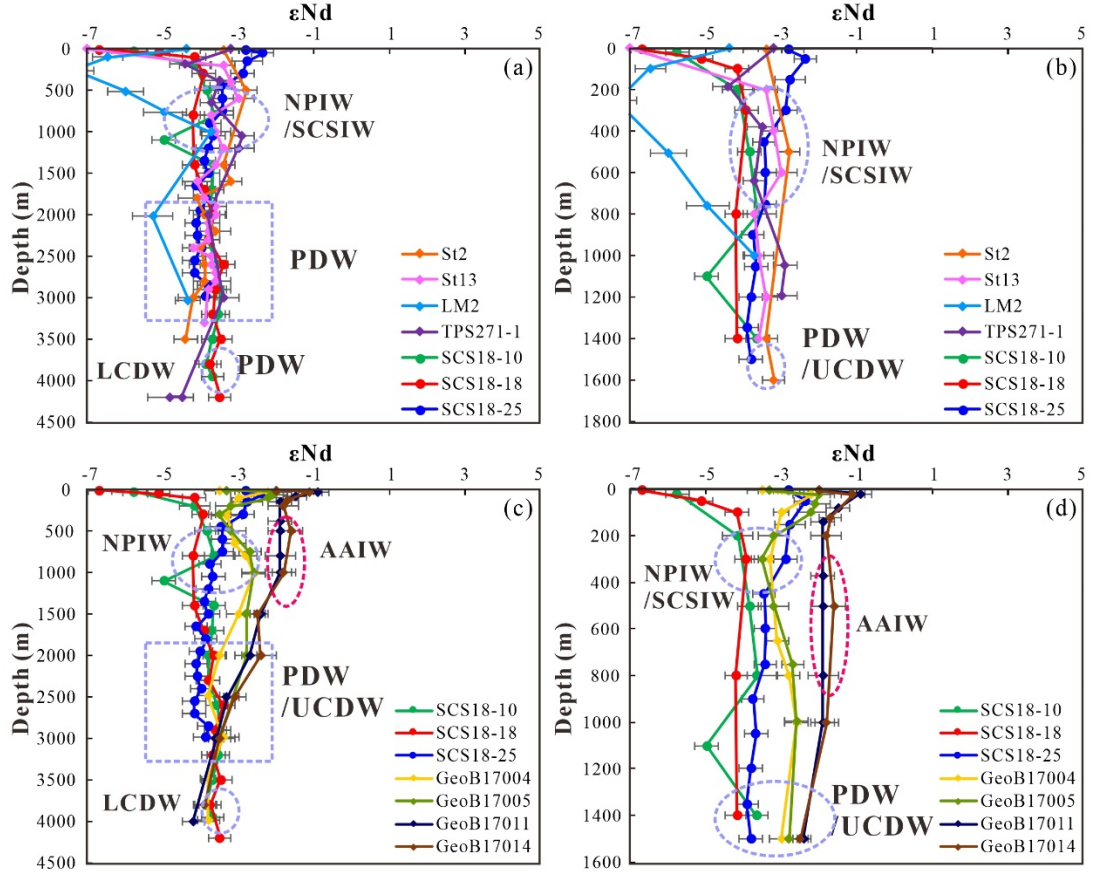 εNd
-7 -5 -3 -1 1 3 5
0
500
1000
1500
2000
2500
3000
3500
4000
4500
Depth (m)
(a)
NPIW
/SCSIW
PDW
PDW
LCDW
St2
St13
LM2
TPS271-1
SCS18-10
SCS18-18
SCS18-25
εNd
-7 -5 -3 -1 1 3 5
0
200
400
600
800
1000
1200
1400
1600
1800
Depth (m)
(b)
NPIW
/SCSIW
PDW
/UCDW
St2
St13
LM2
TPS271-1
SCS18-10
SCS18-18
SCS18-25
εNd
-7 -5 -3 -1 1 3 5
0
500
1000
1500
2000
2500
3000
3500
4000
4500
Depth (m)
(c)
NPIW
AAIW
PDW
/UCDW
LCDW
SCS18-10
SCS18-18
SCS18-25
GeoB17004
GeoB17005
GeoB17011
GeoB17014
εNd
-7 -5 -3 -1 1 3 5
0
200
400
600
800
1000
1200
1400
1600
Depth (m)
(d)
NPIW
/SCSIW
AAIW
PDW
/UCDW
SCS18-10
SCS18-18
SCS18-25
GeoB17004
GeoB17005
GeoB17011
GeoB17014